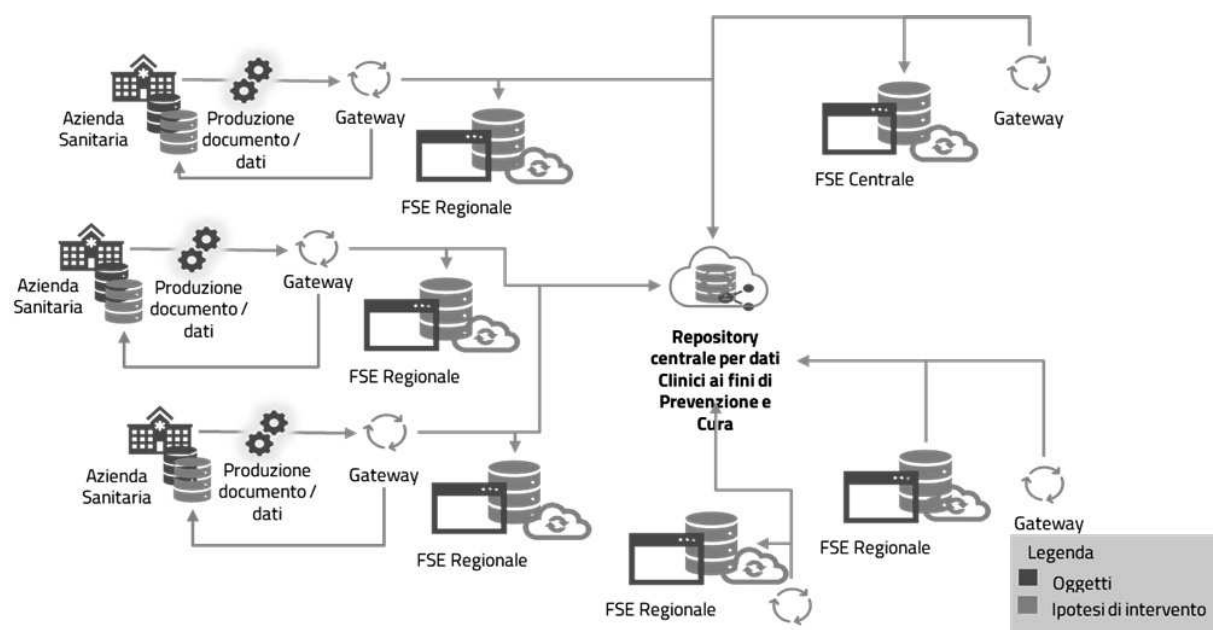 Azienda
Sanitaria
Produzione
documento /
dati
Gateway
FSE Regionale
FSE Centrale
Gateway
Azienda
Sanitaria
Produzione
documento /
dati
Gateway
FSE Regionale
Repository
centrale per dati
Clinici ai fini di
Prevenzione e
Cura
Azienda
Sanitaria
Produzione
documento /
dati
Gateway
FSE Regionale
FSE Regionale
FSE Regionale
Gateway
Legenda
Oggetti
Ipotesi di intervento